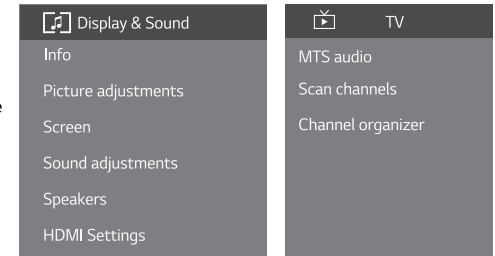 Display & Sound
Info
Picture adjustments
Screen
Sound adjustments
Speakers
HDMI Settings
TV
MTS audio
Scan channels
Channel organizer
e